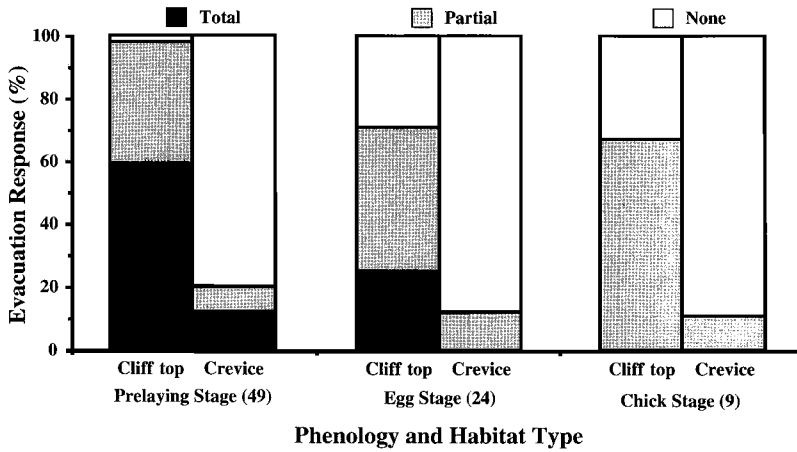 Total Partial None
Evacuation Response (%)
100
80
60
40
20
0
Cliff top Crevice Cliff top Crevice Cliff top Crevice
Prelaying Stage (49) Egg Stage (24) Chick Stage (9)
Phenology and Habitat Type